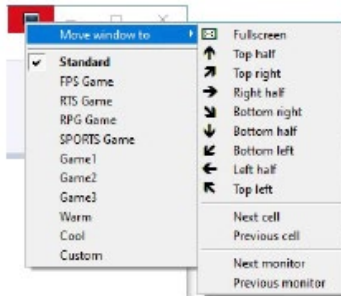 Move window to
Standard
FPS Game
RTS Game
RPG Game
SPORTS Game
Game1
Game2
Game3
Warm
Cool
Custom
Fullscreen
Top half
Top right
Right half
Bottom right
Bottom half
Bottom left
Left half
Top left
Next cell
Previous cell
Next monitor
Previous monitor